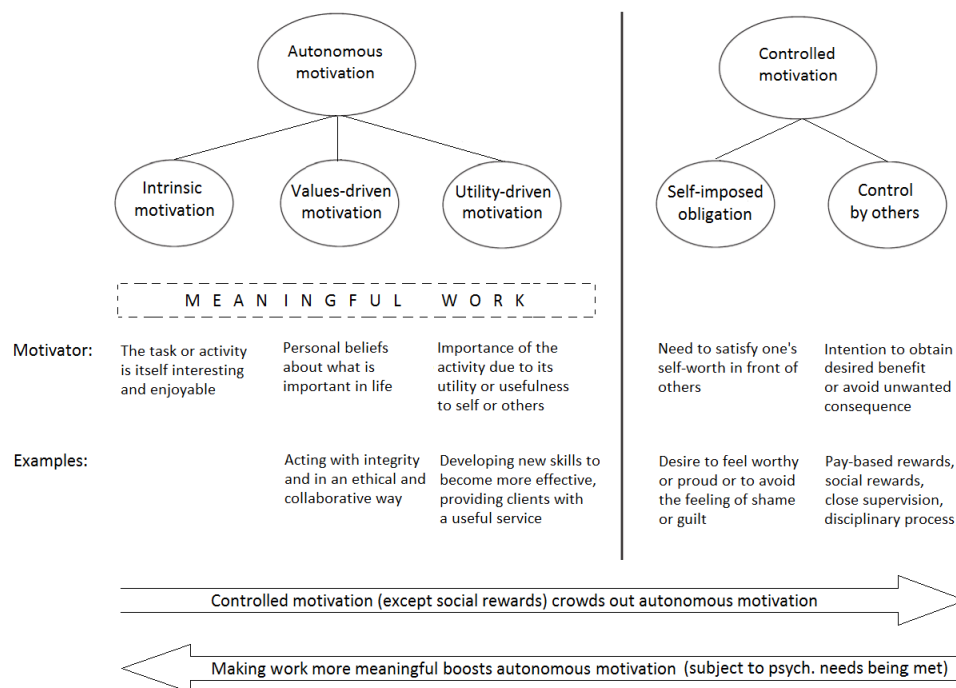 Autonomous
motivation
Controlled
motivation
Intrinsic
motivation
Values-driven
motivation
Utility-driven
motivation
Self-imposed
obligation
Control
by others
MEANINGFUL WORK
Motivator:
The task or activity
is itself interesting
and enjoyable
Personal beliefs
about what is
important in life
Importance of the
activity due to its
utility or usefulness
to self or others
Need to satisfy one's
self-worth in front of
others
Intention to obtain
desired benefit
or avoid unwanted
consequence
Examples:
Acting with integrity
and in an ethical and
collaborative way
Developing new skills to
become more effective,
providing clients with
a useful service
Desire to feel worthy
or proud or to avoid
the feeling of shame
or guilt
Pay-based rewards,
social rewards,
close supervision,
disciplinary process
Controlled motivation (except social rewards) crowds out autonomous motivation
Making work more meaningful boosts autonomous motivation (subject to psych. needs being met)